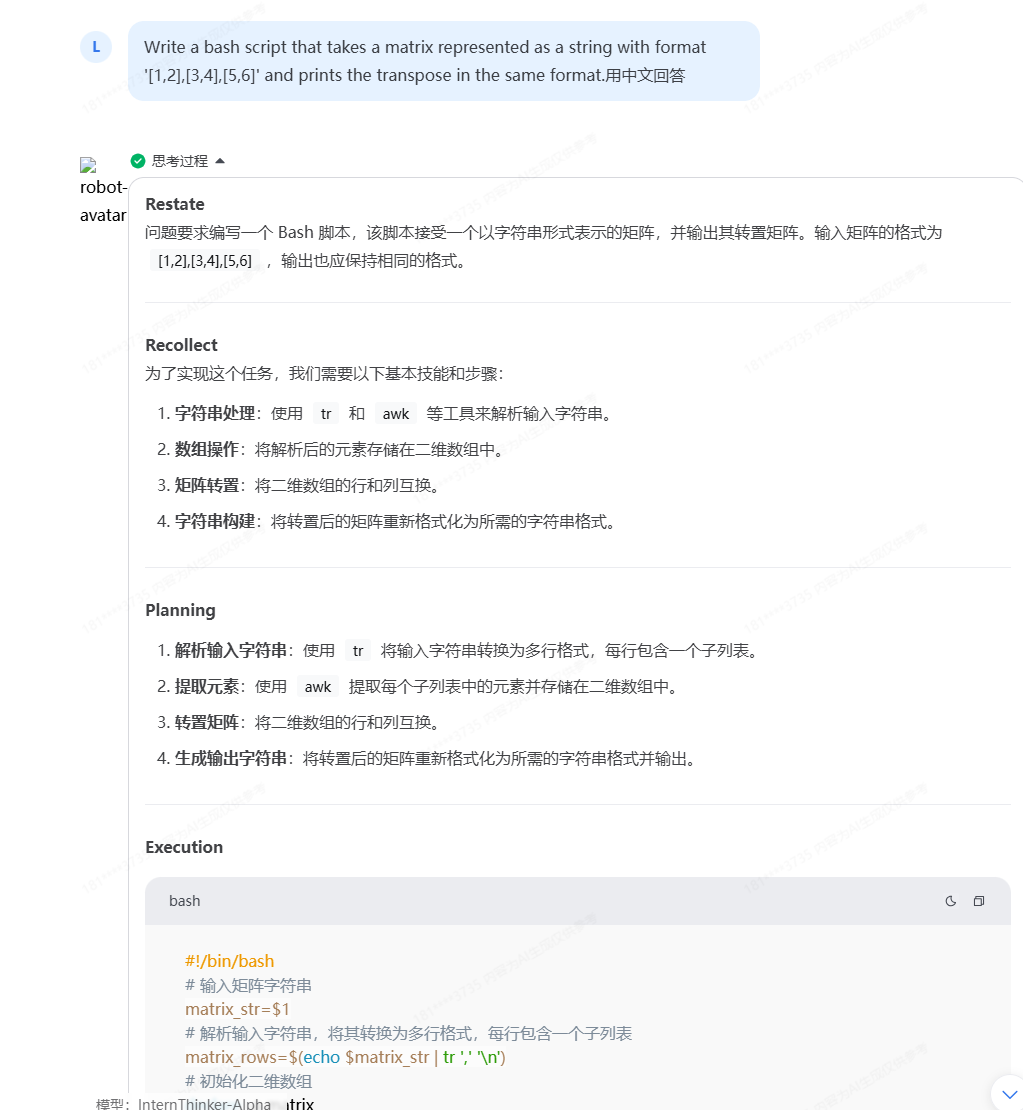 L
Write a bash script that takes a matrix represented as a string with format
'[1,2],[3,4],[5,6]' and prints the transpose in the same format.用中文回答
robot-
avatar
思考过程
Restate
问题要求编写一个 Bash 脚本，该脚本接受一个以字符串形式表示的矩阵，并输出其转置矩阵。输入矩阵的格式为
[1,2],[3,4],[5,6] ，输出也应保持相同的格式。
Recollect
为了实现这个任务，我们需要以下基本技能和步骤：
1. 字符串处理：使用 tr 和 awk 等工具来解析输入字符串。
2. 数组操作：将解析后的元素存储在二维数组中。
3. 矩阵转置：将二维数组的行和列互换。
4. 字符串构建：将转置后的矩阵重新格式化为所需的字符串格式。
Planning
1. 解析输入字符串：使用 tr 将输入字符串转换为多行格式，每行包含一个子列表。
2. 提取元素：使用 awk 提取每个子列表中的元素并存储在二维数组中。
3. 转置矩阵：将二维数组的行和列互换。
4. 生成输出字符串：将转置后的矩阵重新格式化为所需的字符串格式并输出。
Execution
bash
#!/bin/bash
# 输入矩阵字符串
matrix_str=$1
# 解析输入字符串，将其转换为多行格式，每行包含一个子列表
matrix_rows=$(echo $matrix_str | tr ',' '\n')
# 初始化二维数组
模型：InternThinker-Alpha